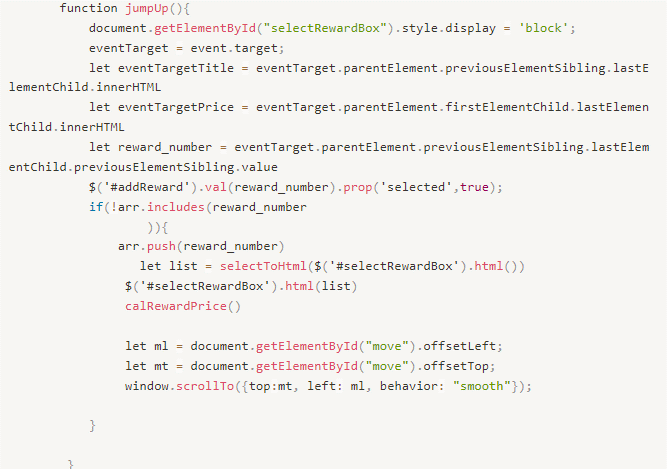 function jumpUp(){
document.getElementById("selectRewardBox").style.display = 'block';
eventTarget = event.target;
let eventTargetTitle = eventTarget.parentElement.previousElementSibling.lastE
lementChild.innerHTML
let eventTargetPrice = eventTarget.parentElement.firstElementChild.lastElemen
tChild.innerHTML
let reward_number = eventTarget.parentElement.previousElementSibling.lastElem
entChild.previousElementSibling.value
$('#addReward').val(reward_number).prop('selected',true);
if(!arr.includes(reward_number
)){
arr.push(reward_number)
let list = selectToHtml($('#selectRewardBox').html())
$('#selectRewardBox').html(list)
calRewardPrice()
let ml = document.getElementById("move").offsetLeft;
let mt = document.getElementById("move").offsetTop;
window.scrollTo({top:mt, left: ml, behavior: "smooth"});
}
}